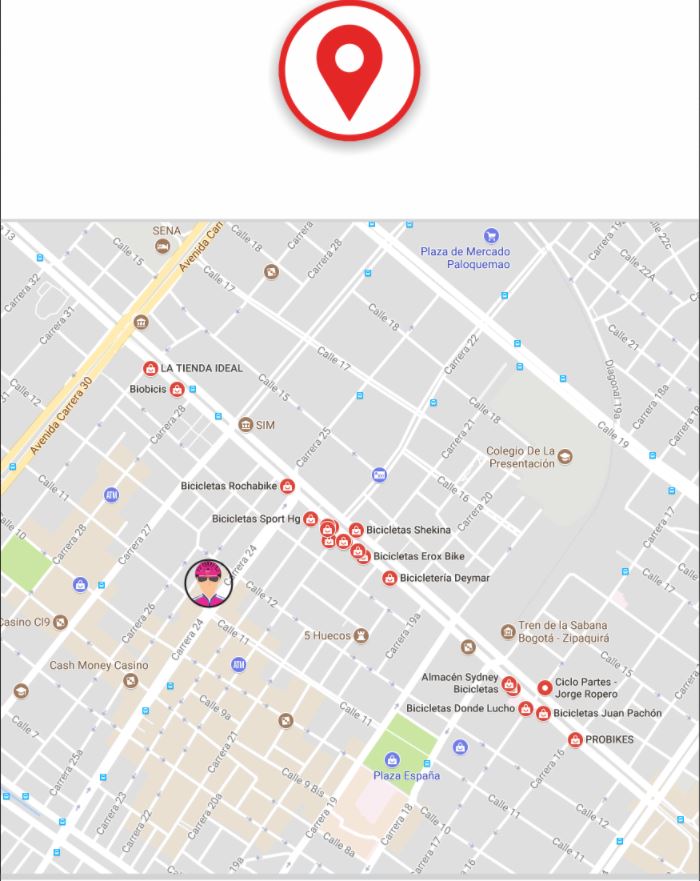 SENA
Calle 18
Avenida Carr
Calle 15
Carrera 28
Plaza de Mercado
Paloquemao
Carrera 22c
Calle 22A
Carrera 32
Calle 17
Carrera 31
Calle 18
Carrera 22
Calle 21
Calle 17
LA TIENDA IDEAL
Diagonal 19a
Biobicis
Calle 15
Carrera 18a
Calle 12
Avenida Carrera 30
Carrera 28
Calle 18
SIM
Carrera 25
Carrera 21
Calle 19
Colegio De La
Presentación
Bicicletas Rochabike
Calle 16
Calle 11
ATM
Carrera 20
Carrera 17
Bicicletas Sport Hg
Bicicletas Shekina
Calle 10
Carrera 28
Carrera 27
Bicicletas Erox Bike
Carrera 24
Bicicletería Deymar
Calle 12
Carrera 26
Casino Cl9
Carrera 24
Calle 11
5 Huecos
Carrera 19a
Tren de la Sabana
Bogotá - Zipaquirá
Cash Money Casino
ATM
Calle 15
Almacén Sydney
Bicicletas
Ciclo Partes -
Jorge Ropero
Bicicletas Donde Lucho
Bicicletas Juan Pachón
Calle 9a
Calle 11
Calle 7
PROBIKES
Carrera 21
Carrera 25a
Carrera 16
Plaza España
Calle 9 Bis
Carrera 23
Carrera 22
Carrera 20a
Carrera 19
Carrera 18
Calle 11
Calle 12
Calle 10
Calle 8a
Carrera 17
19a